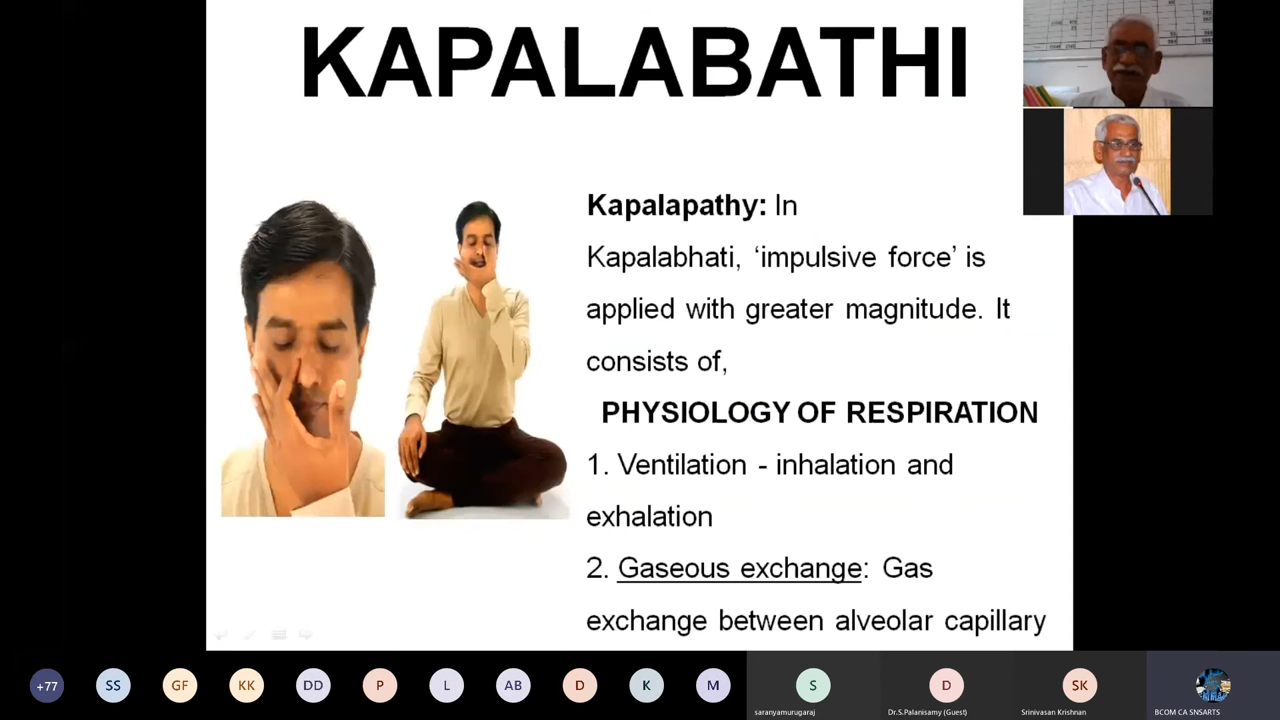 KAPALABATHI
Kapalapathy: In
Kapalabhati, ‘impulsive force’ is
applied with greater magnitude. It
consists of,
PHYSIOLOGY OF RESPIRATION
1. Ventilation - inhalation and
exhalation
2. Gaseous exchange: Gas
exchange between alveolar capillary
+77
SS
GF
KK
DD
P
L
AB
D
K
M
S
D
SK
saranyamurugaraj
Dr.S.Palanisamy (Guest)
Srinivasan Krishnan
BCOM CA SNSARTS